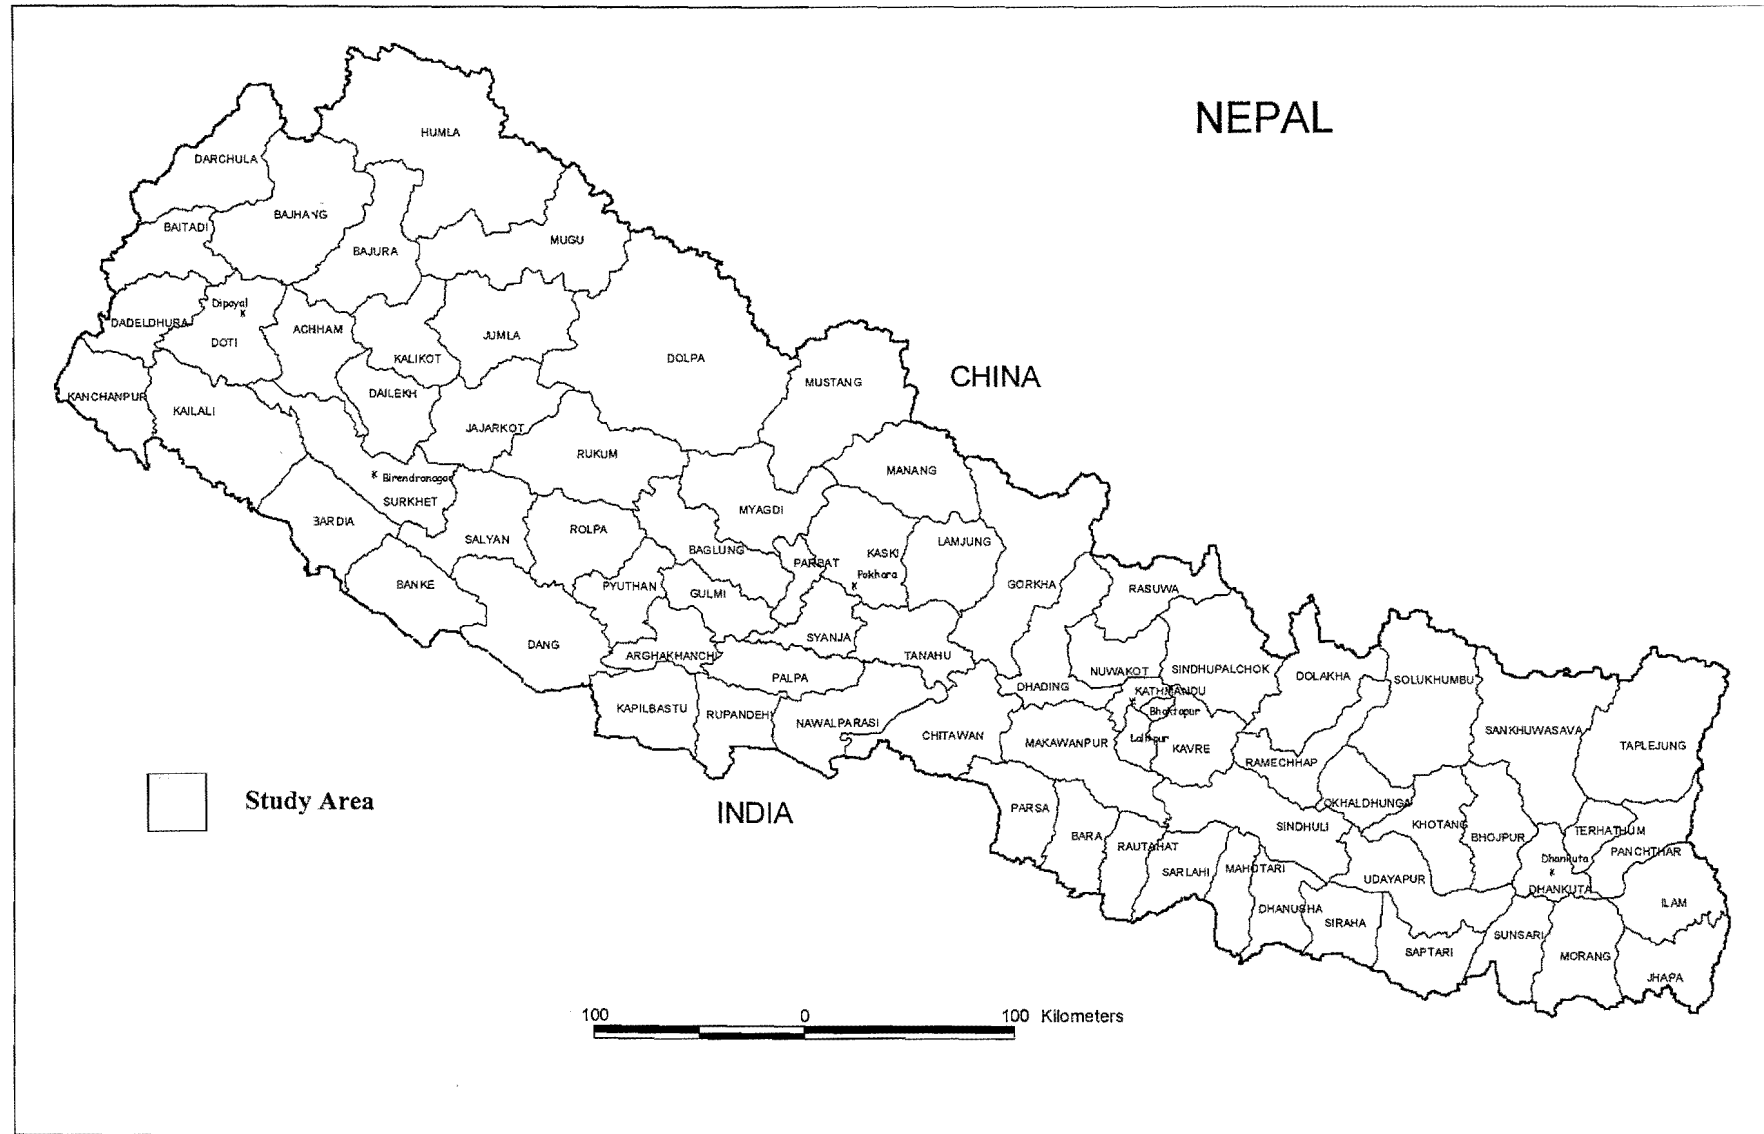 NEPAL
HUMLA
DARCHULA
BAJHANG
BAITADI
BAJURA
MUGU
Dipayal
DADELDHURA
DOTI
ACHHAM
JUMLA
KALIKOT
DOLPA
MUSTANG
CHINA
KANCHANPUR
KAILALI
DAILEKH
JAJARKOT
RUKUM
MANANG
Birendranagar
SURKHET
BARDIA
SALYAN
ROLPA
MYAGDI
BAGLUNG
PARBAT
KASKI
Pokhara
LAMJUNG
BANKE
PYUTHAN
GULMI
GORKHA
RASUWA
DANG
ARGHAKHANCHI
SYANJA
TANAHU
PALPA
NUWAKOT
SINDHUPALCHOK
DOLAKHA
SOLUKHUMBU
DHADING
KATHMANDU
Bhaktapur
KAPILBASTU
RUPANDEHI
NAWALPARASI
CHITAWAN
MAKAWANPUR
Lalitpur
KAVRE
RAMECHHAP
SANKHUWASAVA
TAPLEJUNG
Study Area
INDIA
PARSA
BARA
RAUTAHAT
SINDHULI
OKHALDHUNGA
KHOTANG
BHOJPUR
TERHATHUM
PANCHTHAR
Dhankuta
DHANKUTA
SARLAHI
MAHOTARI
UDAYAPUR
DHANUSHA
SIRAHA
ILAM
SAPTARI
SUNSARI
MORANG
JHAPA
100 0 100 Kilometers